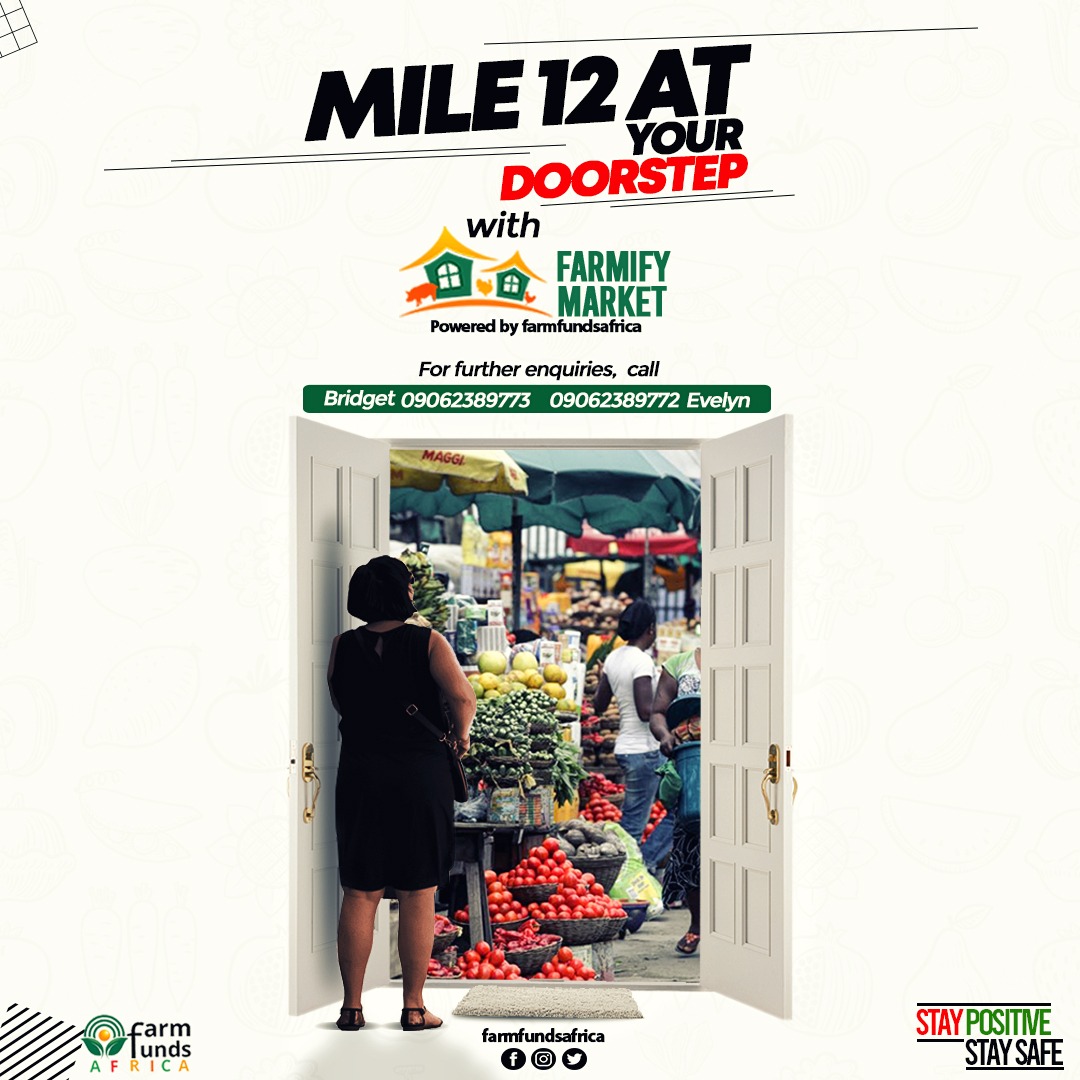 MILE 12 AT
YOUR
DOORSTEP
with
FARMIFY
MARKET
Powered by farmfundsafrica
For further enquiries, call
Bridget 09062389773 09062389772 Evelyn
MAGGI
farm
funds
AFRICA
farmfundsafrica
STAY POSITIVE
STAY SAFE